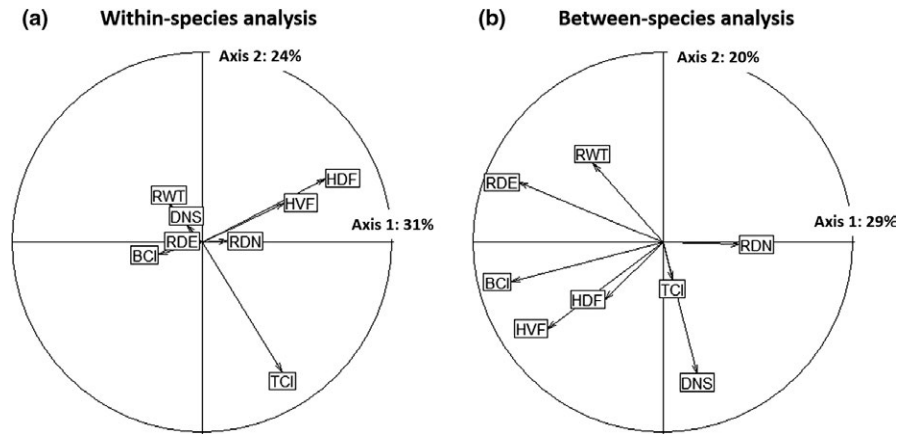 (a) Within-species analysis
Axis 2: 24%
HDF
RWT
HVF
DNS
Axis 1: 31%
RDE
RDN
BCI
TCI
(b) Between-species analysis
Axis 2: 20%
RWT
RDE
Axis 1: 29%
RDN
BCI
TCI
HDF
HVF
DNS